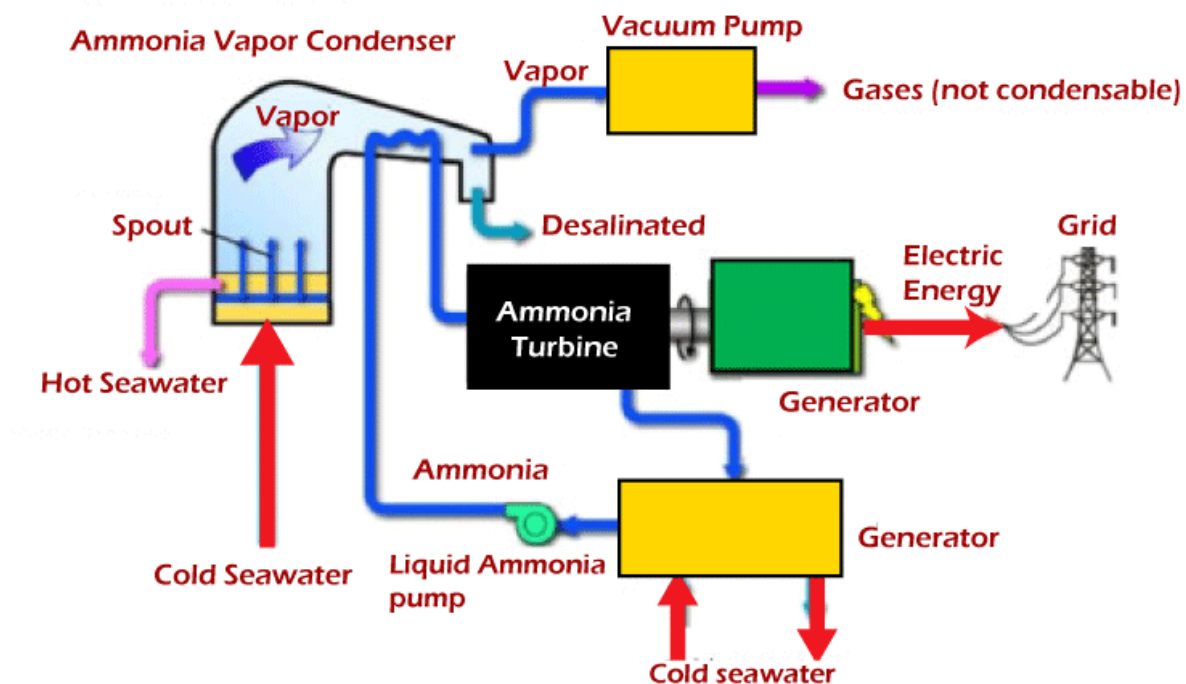 Vacuum Pump
Ammonia Vapor Condenser
Vapor
Gases (not condensable)
Vapor
Spout
Desalinated
Grid
Electric
Energy
Ammonia
Turbine
Hot Seawater
Generator
Ammonia
Generator
Liquid Ammonia
pump
Cold Seawater
Cold seawater